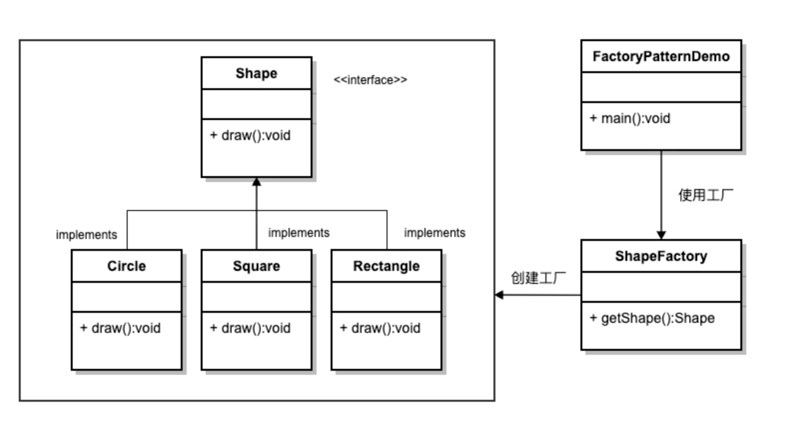 Shape
<<interface>>
+ draw():void
implements
implements
implements
Circle
Square
Rectangle
+ draw():void
+ draw():void
+ draw():void
FactoryPatternDemo
+ main():void
使用工厂
ShapeFactory
创建工厂
+ getShape():Shape